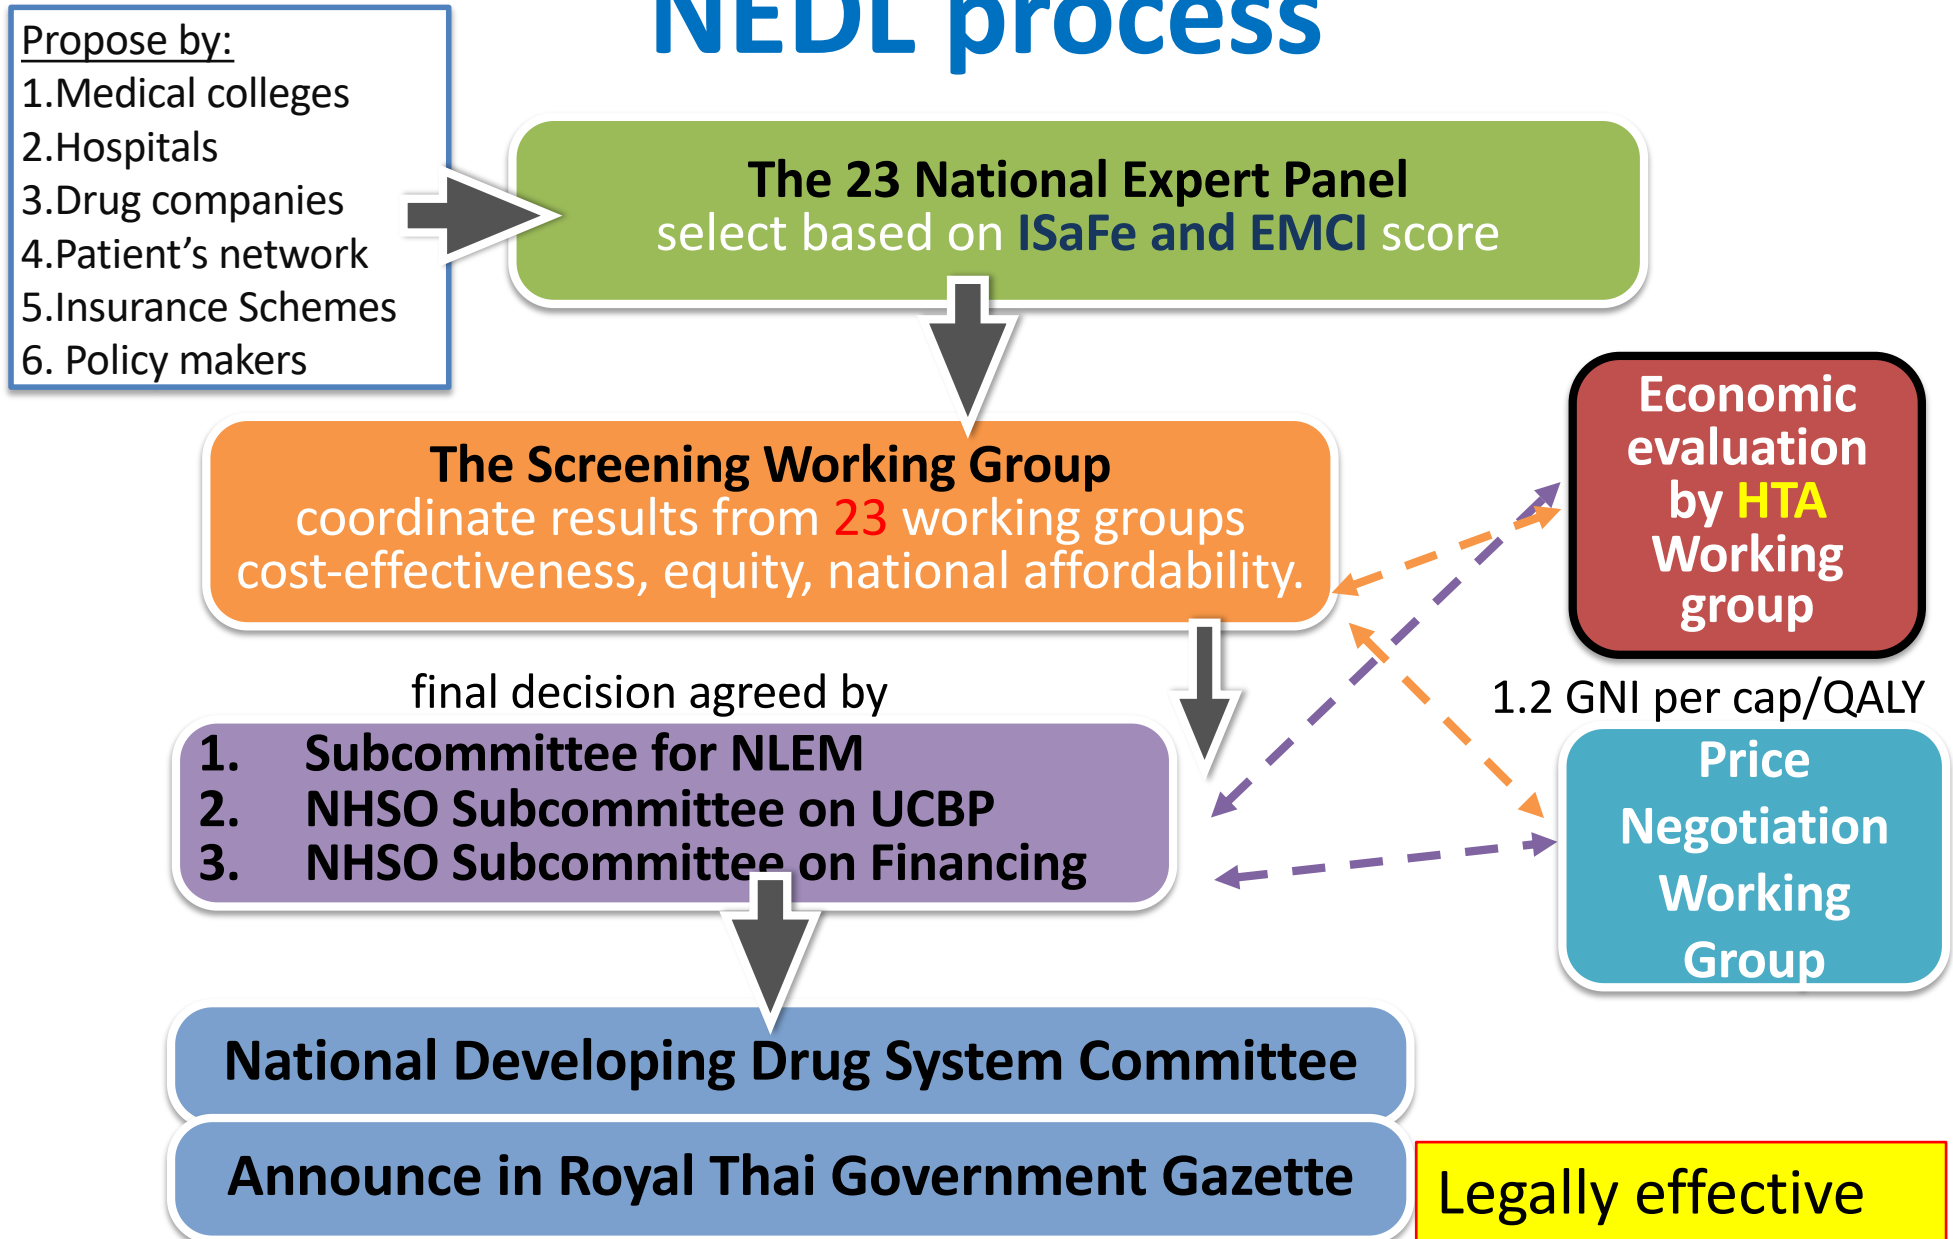 NEDL process
Propose by:
1.Medical colleges
2.Hospitals
3.Drug companies
4.Patient's network
5.Insurance Schemes
6. Policy makers
The 23 National Expert Panel
select based on ISaFe and EMCI score
The Screening Working Group
coordinate results from 23 working groups
cost-effectiveness, equity, national affordability.
Economic
evaluation
by HTA
Working
group
1.2 GNI per cap/QALY
Price
Negotiation
Working
Group
final decision agreed by
1. Subcommittee for NLEM
2. NHSO Subcommittee on UCBP
3. NHSO Subcommittee on Financing
National Developing Drug System Committee
Announce in Royal Thai Government Gazette
Legally effective